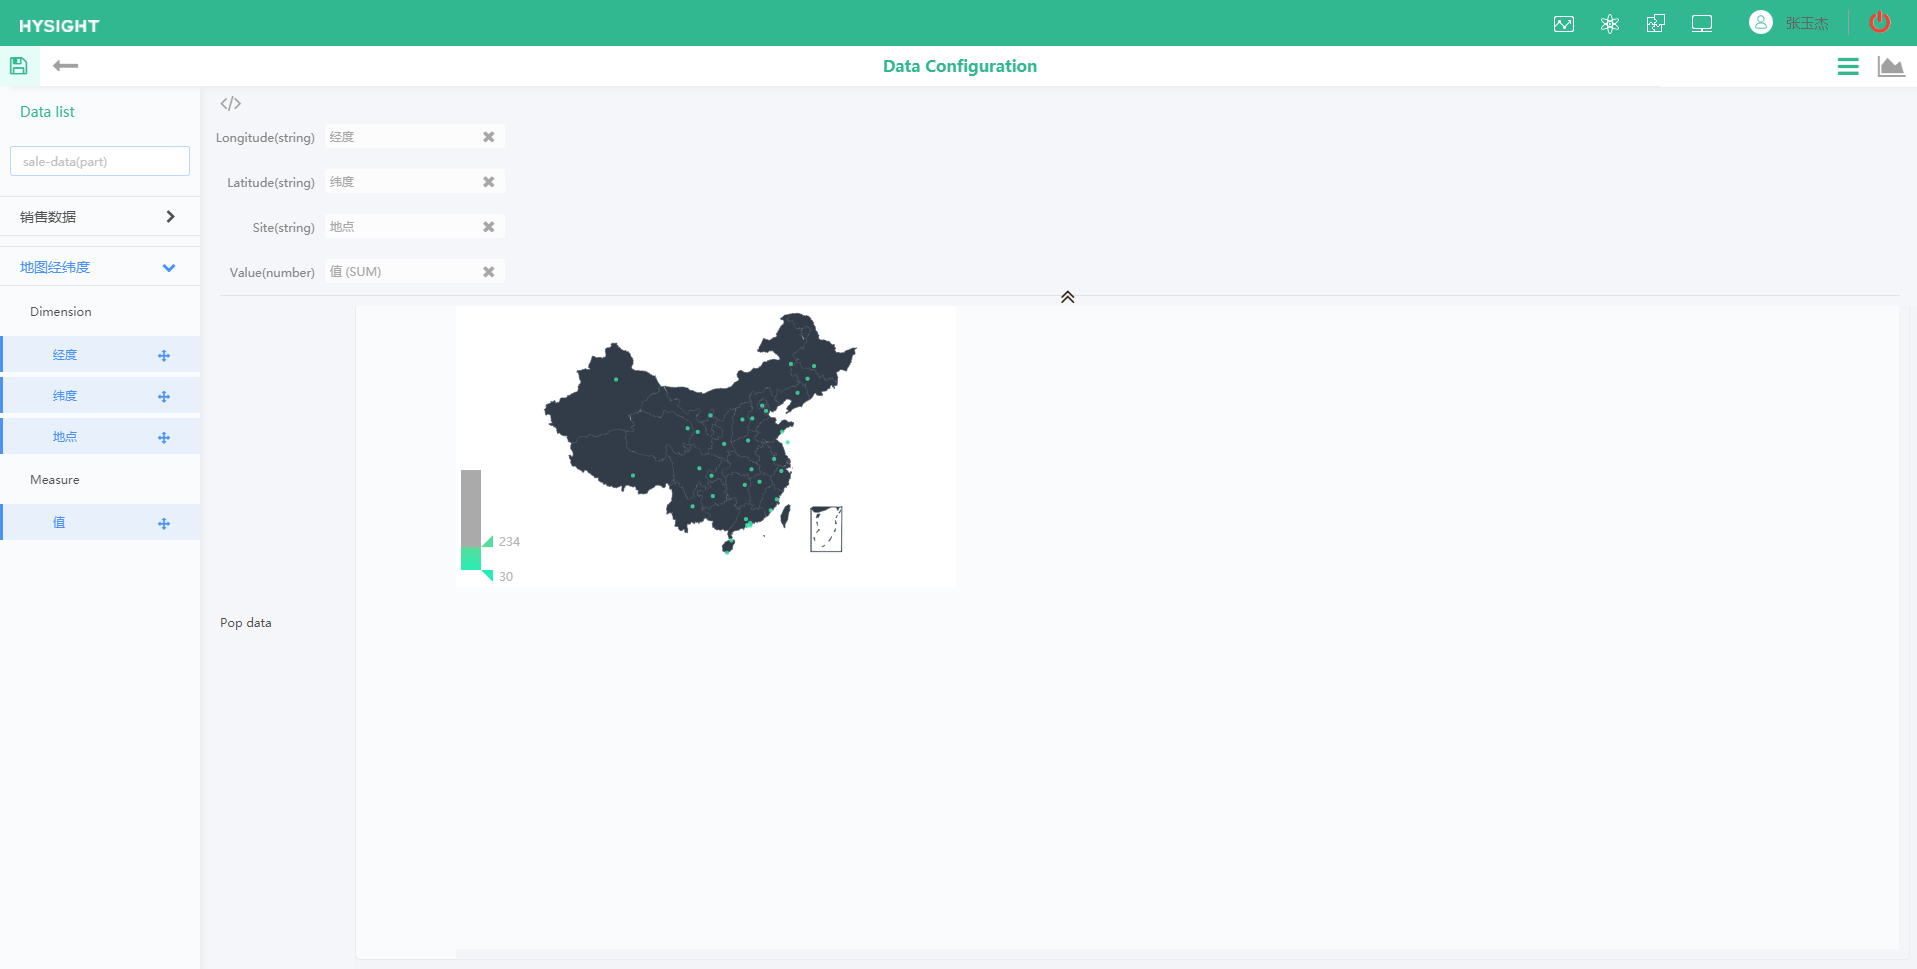 HYSIGHT
张玉杰
Data Configuration
Data list
sale-data(part)
销售数据
地图经纬度
Dimension
经度
纬度
地点
Measure
值
Longitude(string) 经度
Latitude(string) 纬度
Site(string) 地点
Value(number) 值 (SUM)
234
30
Pop data